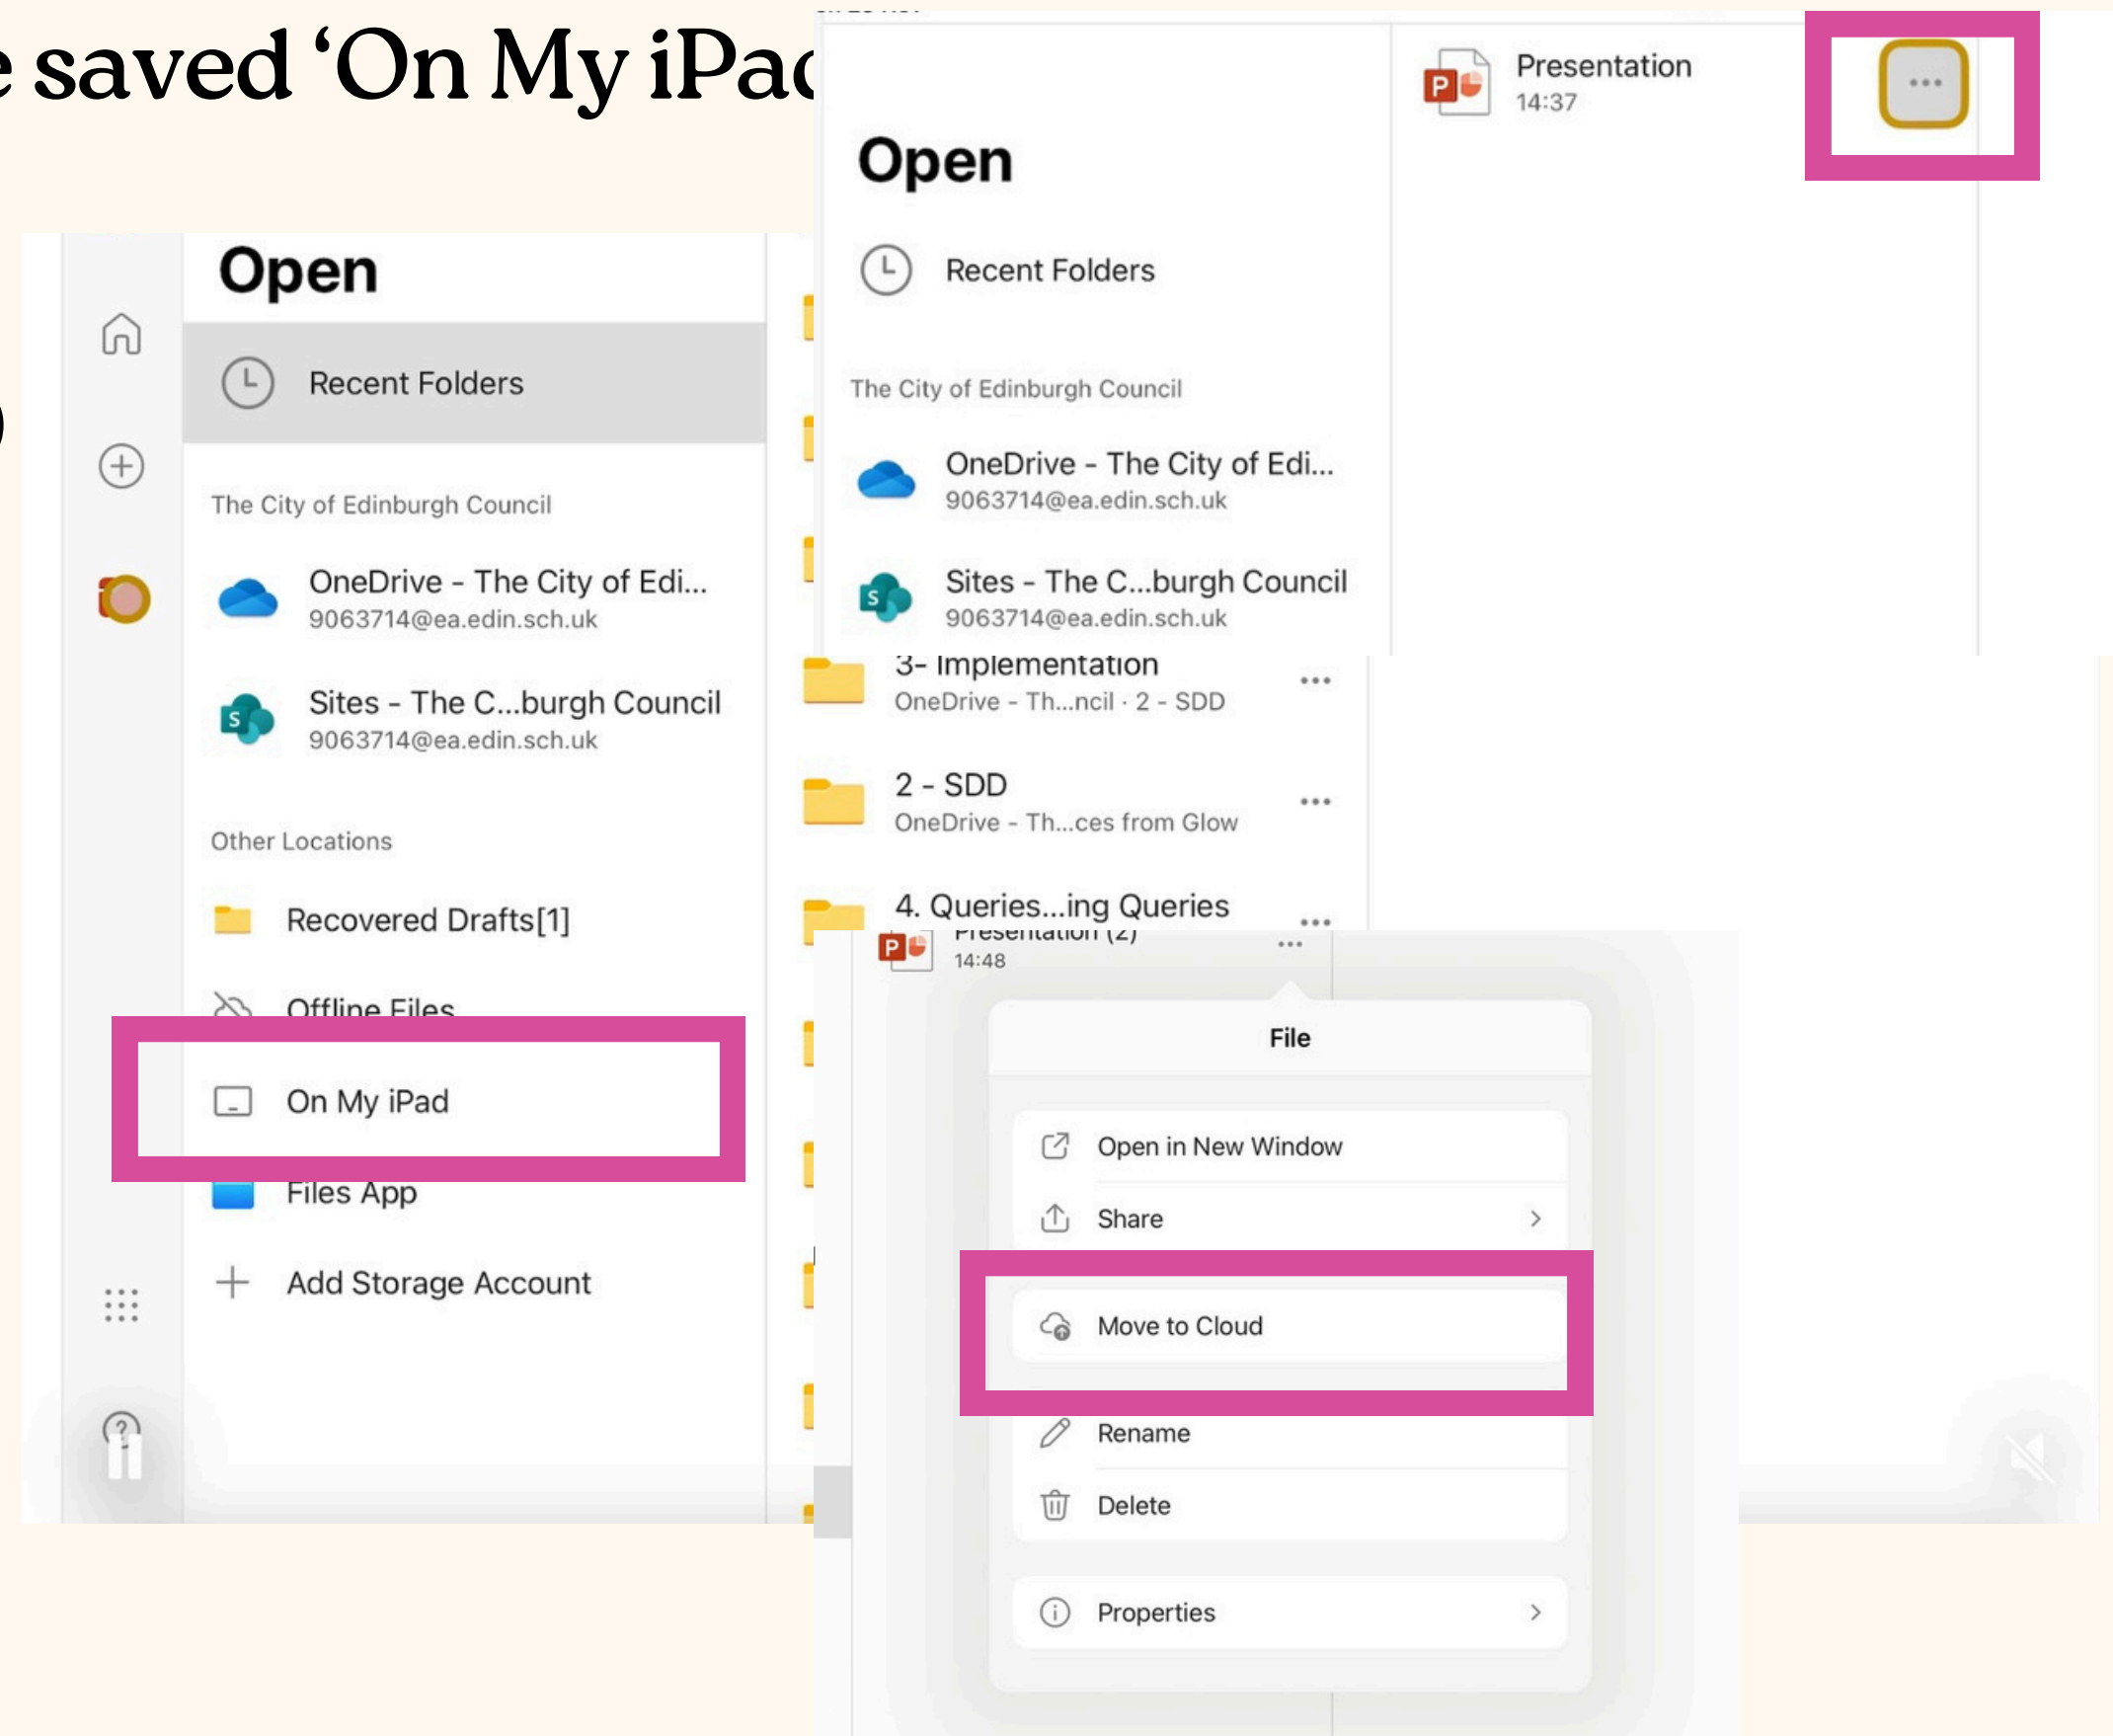 e saved ‘On My iPad
)
Open
Recent Folders
The City of Edinburgh Council
OneDrive - The City of Edi...
9063714@ea.edin.sch.uk
Sites - The C...burgh Council
9063714@ea.edin.sch.uk
Other Locations
Recovered Drafts[1]
Offline Files
On My iPad
Files App
Add Storage Account
Presentation
14:37
Open
Recent Folders
The City of Edinburgh Council
OneDrive - The City of Edi...
9063714@ea.edin.sch.uk
Sites - The C...burgh Council
9063714@ea.edin.sch.uk
3- Implementation
OneDrive - Th...ncil · 2 - SDD
2 - SDD
OneDrive - Th...ces from Glow
4. Queries...ing Queries
Presentation (2)
14:48
File
Open in New Window
Share
Move to Cloud
Rename
Delete
Properties